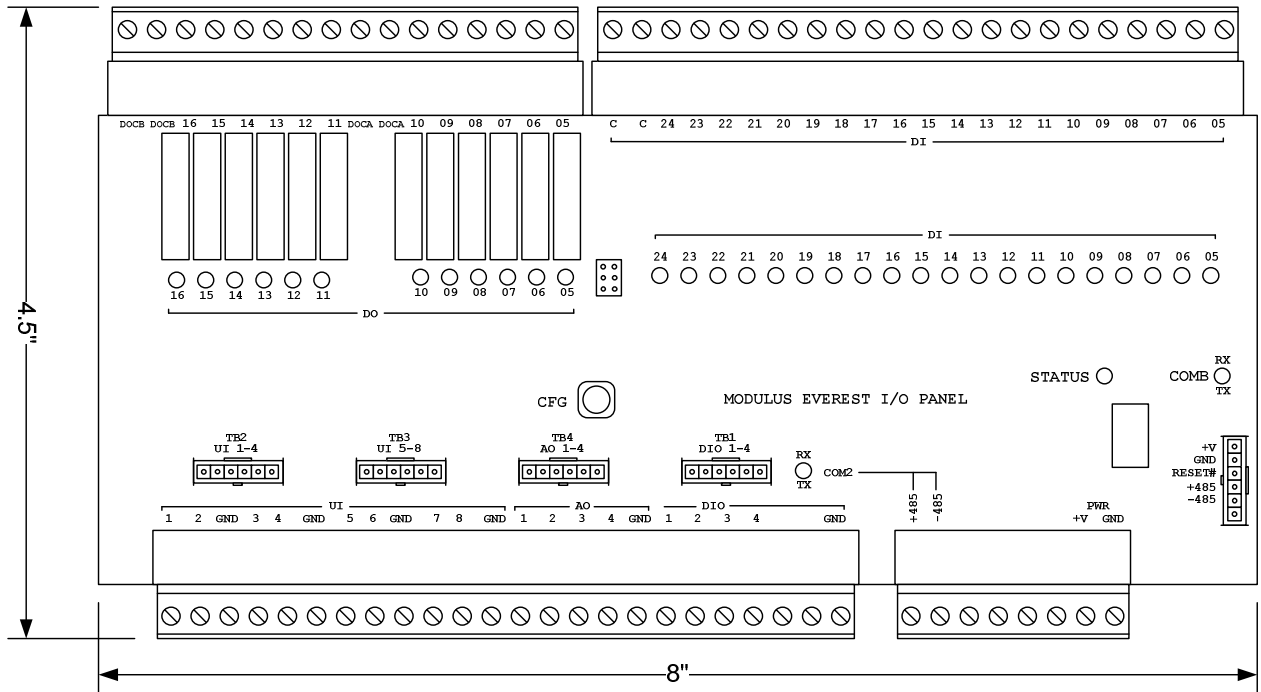 DOCB DOCB 16 15 14 13 12 11 DOCA DOCA 10 09 08 07 06 05
C C 24 23 22 21 20 19 18 17 16 15 14 13 12 11 10 09 08 07 06 05
DI
DI
24 23 22 21 20 19 18 17 16 15 14 13 12 11 10 09 08 07 06 05
16 15 14 13 12 11
10 09 08 07 06 05
DO
4.5"
STATUS
RX
COMB
TX
CFG
MODULUS EVEREST I/O PANEL
TB2
UI 1-4
TB3
UI 5-8
TB4
AO 1-4
TB1
DIO 1-4
RX
TX
COM2
+485
-485
+V
GND
RESET#
+485
-485
UI
1 2 GND 3 4 GND 5 6 GND 7 8 GND
AO
1 2 3 4 GND
DIO
1 2 3 4 GND
PWR
+V GND
8"